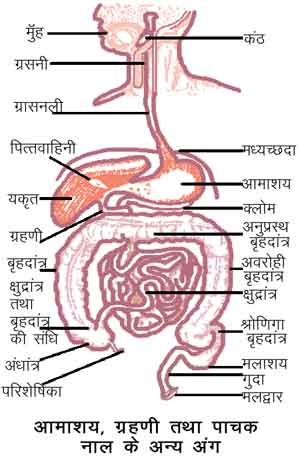 मुँह
कंठ
ग्रसनी
ग्रासनली
पित्तवाहिनी
मध्यच्छदा
यकृत
आमाशय
क्लोम
ग्रहणी
अनुप्रस्थ
बृहदांत्र
बृहदांत्र
अवरोही
बृहदांत्र
क्षुद्रांत्र
तथा
बृहदांत्र
की संधि
क्षुद्रांत्र
श्रोणिगा
बृहदांत्र
अंधांत्र
मलाशय
परिशेषिका
गुदा
मलद्वार
आमाशय, ग्रहणी तथा पाचक
नाल के अन्य अंग